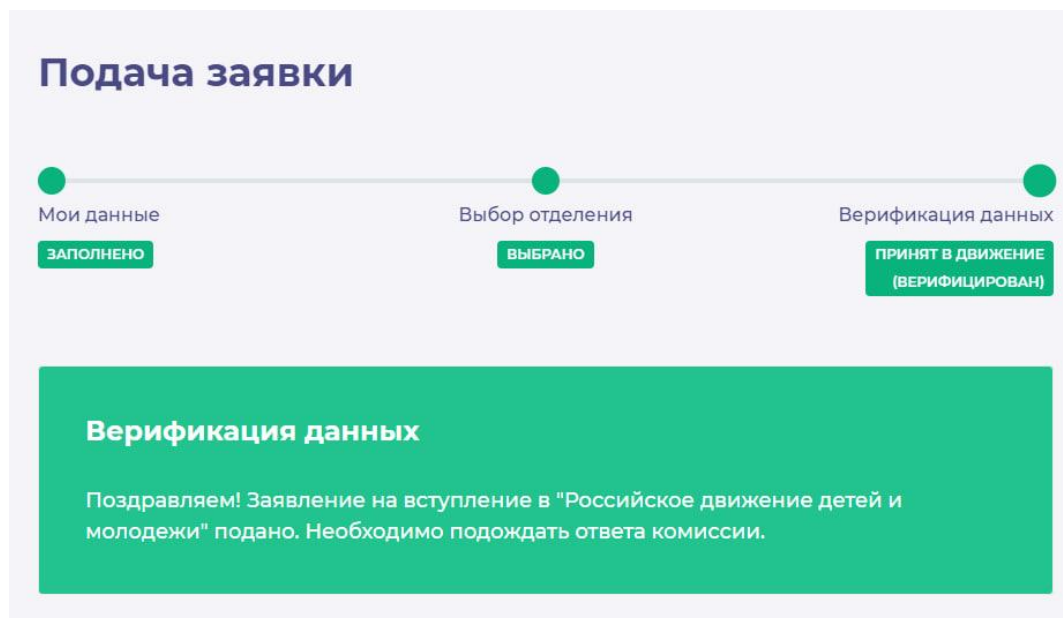 Подача заявки
Мои данные
Выбор отделения
Верификация данных
ЗАПОЛНЕНО
ВЫБРАНО
ПРИНЯТ В ДВИЖЕНИЕ
(ВЕРИФИЦИРОВАН)
Верификация данных
Поздравляем! Заявление на вступление в "Российское движение детей и
молодежи" подано. Необходимо подождать ответа комиссии.